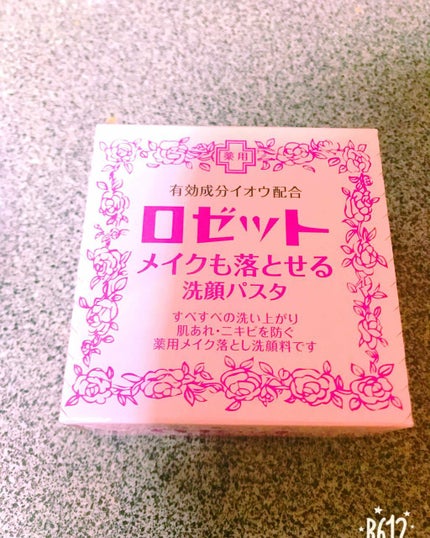 薬用
有効成分イオウ配合
ロゼット
メイクも落とせる
洗顔パスタ
すべすべの洗い上がり
肌あれ・ニキビを防ぐ
薬用メイク落とし洗顔料です
B612